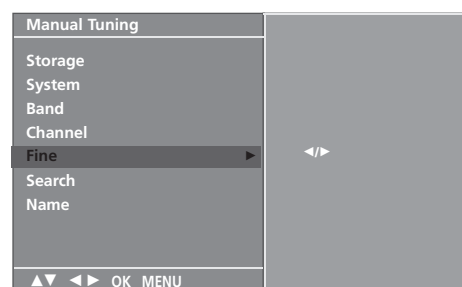 Manual Tuning
Storage
System
Band
Channel
Fine ► ◄/►
Search
Name
▲▼ ◄► OK MENU